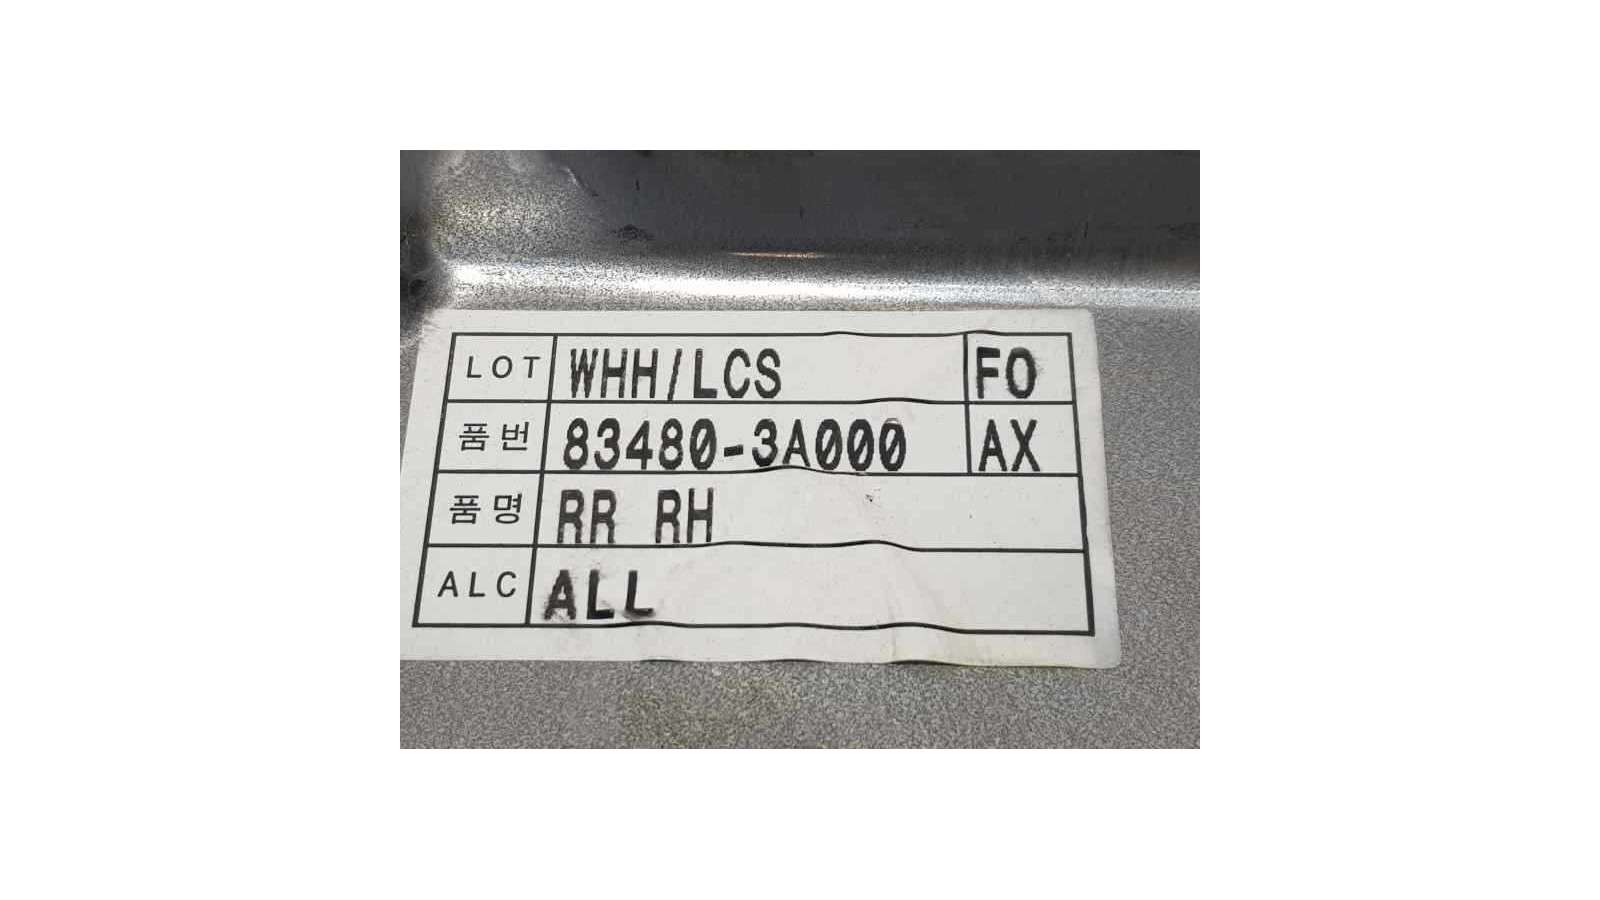 LOT WHH/LCS FO
품번 83480-3A000 AX
품명 RR RH
ALC ALL